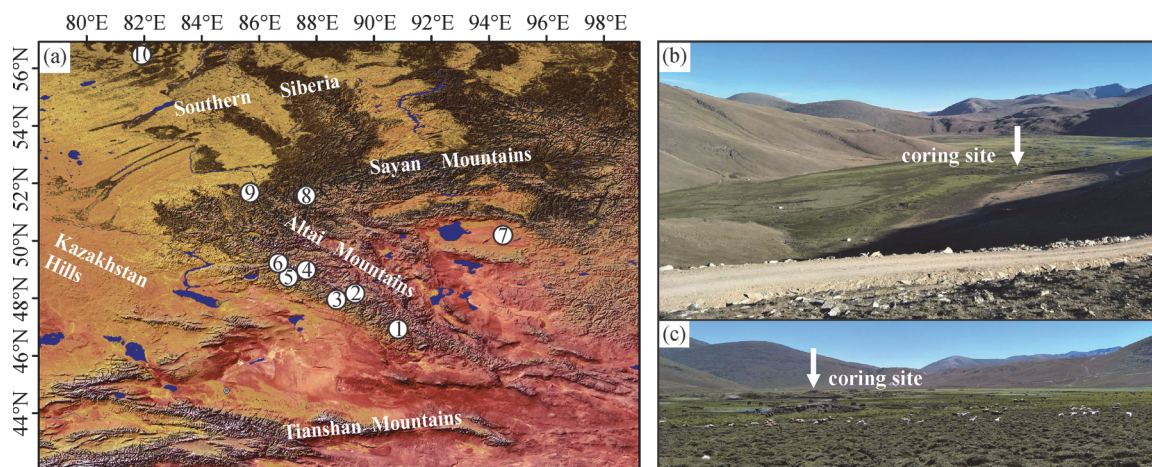 80°E 82°E 84°E 86°E 88°E 90°E 92°E 94°E 96°E 98°E
(a)
56°N
54°N
52°N
50°N
48°N
46°N
44°N
10
Southern Siberia
Sayan Mountains
9
8
Altai Mountains
7
Kazakhstan
Hills
6
5
4
3
2
1
Tianshan Mountains
(b)
coring site
(c)
coring site